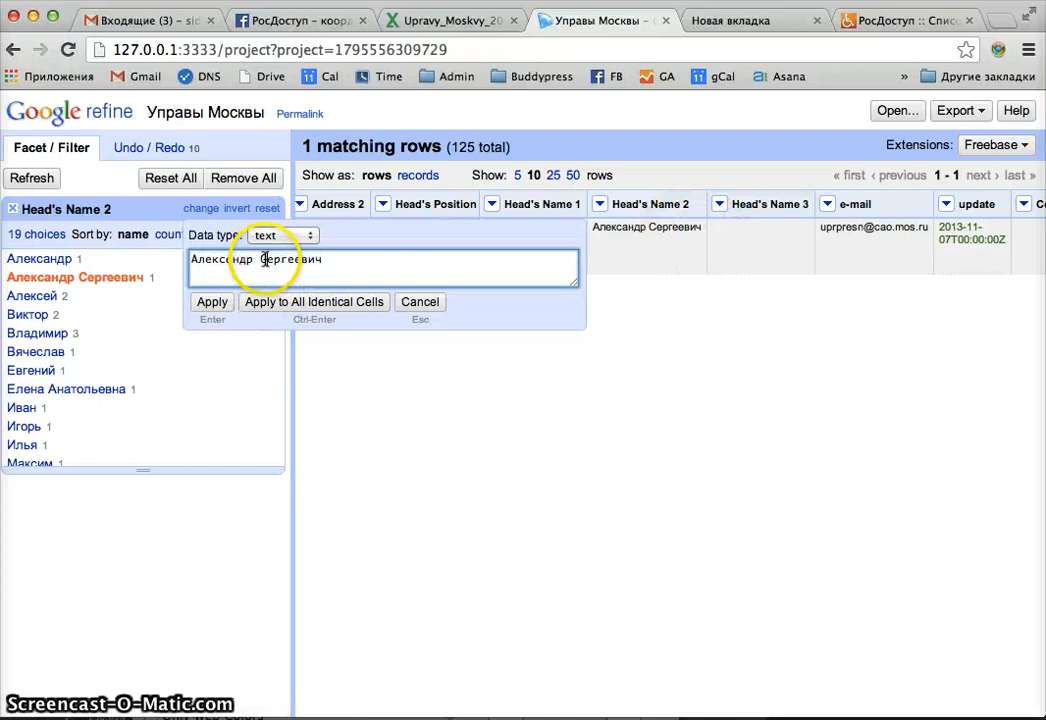 Входящие (3) – sid
РосДоступ – коорд
Upravy_Moskvy_20
Управы Москвы - G
Новая вкладка
РосДоступ :: Списо
127.0.0.1:3333/project?project=1795556309729
Приложения
Gmail
DNS
Drive
Cal
Time
Admin
Buddypress
FB
GA
gCal
Asana
»
Другие закладки
Google refine Управы Москвы Permalink
Open... Export Help
Facet / Filter
Undo / Redo 10
1 matching rows (125 total)
Extensions: Freebase
Refresh Reset All Remove All
Show as: rows records Show: 5 10 25 50 rows
« first ‹ previous 1 - 1 next › last »
Head's Name 2 change invert reset
Address 2 Head's Position Head's Name 1 Head's Name 2 Head's Name 3 e-mail update
19 choices Sort by: name coun
Data type: text
Александр Сергеевич
uprpresn@cao.mos.ru
2013-11-07T00:00:00Z
Александр 1
Александр Сергеевич 1
Алексей 2
Виктор 2
Владимир 3
Вячеслав 1
Евгений 1
Елена Анатольевна 1
Иван 1
Игорь 1
Илья 1
Максим 1
Александр Сергеевич
Apply Apply to All Identical Cells Cancel
Enter Ctrl-Enter Esc
Screencast-O-Matic.com